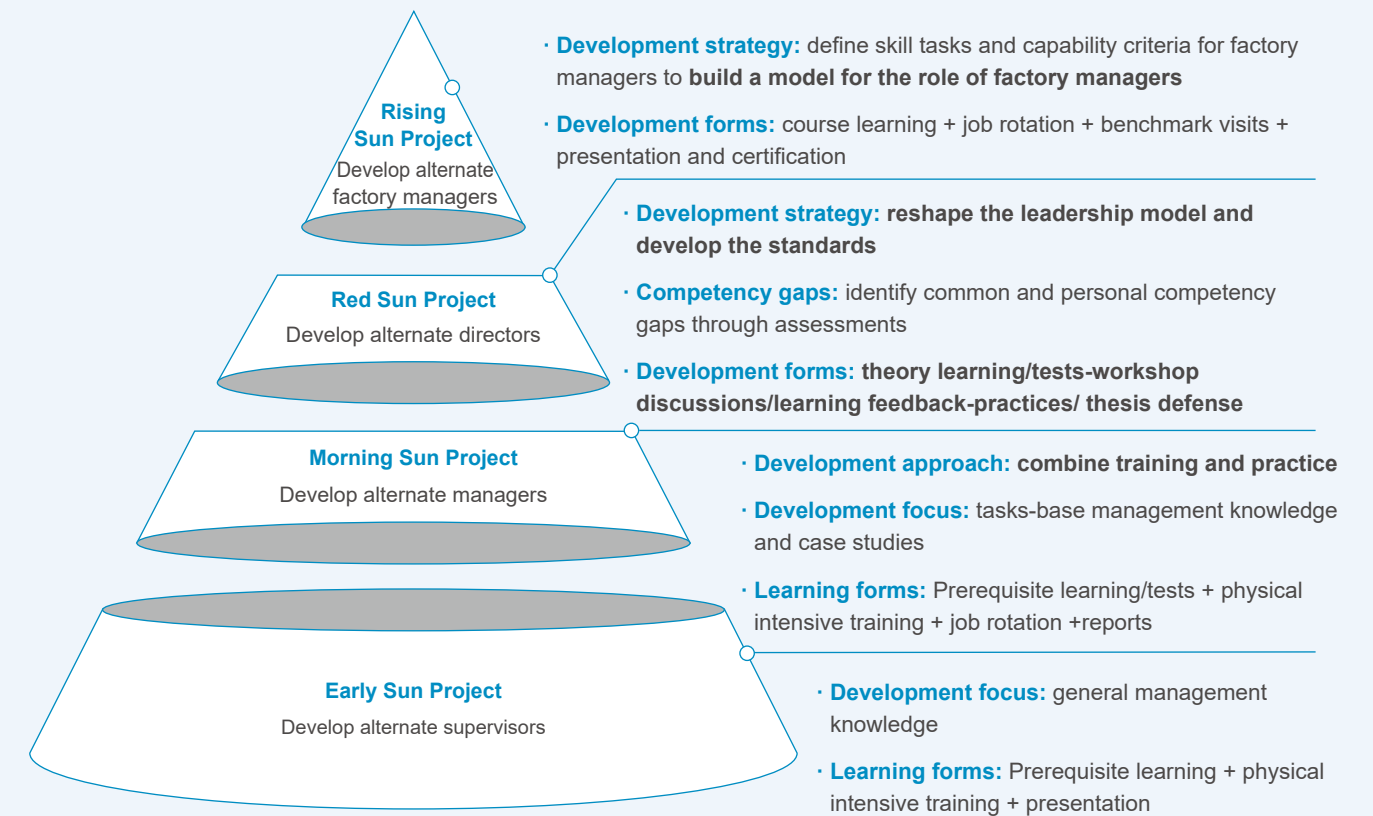 Rising
Sun Project
Develop alternate
factory managers
· Development strategy: define skill tasks and capability criteria for factory
managers to build a model for the role of factory managers
· Development forms: course learning + job rotation + benchmark visits +
presentation and certification
Red Sun Project
Develop alternate directors
· Development strategy: reshape the leadership model and
develop the standards
· Competency gaps: identify common and personal competency
gaps through assessments
· Development forms: theory learning/tests-workshop
discussions/learning feedback-practices/ thesis defense
Morning Sun Project
Develop alternate managers
· Development approach: combine training and practice
· Development focus: tasks-base management knowledge
and case studies
· Learning forms: Prerequisite learning/tests + physical
intensive training + job rotation +reports
Early Sun Project
Develop alternate supervisors
· Development focus: general management
knowledge
· Learning forms: Prerequisite learning + physical
intensive training + presentation